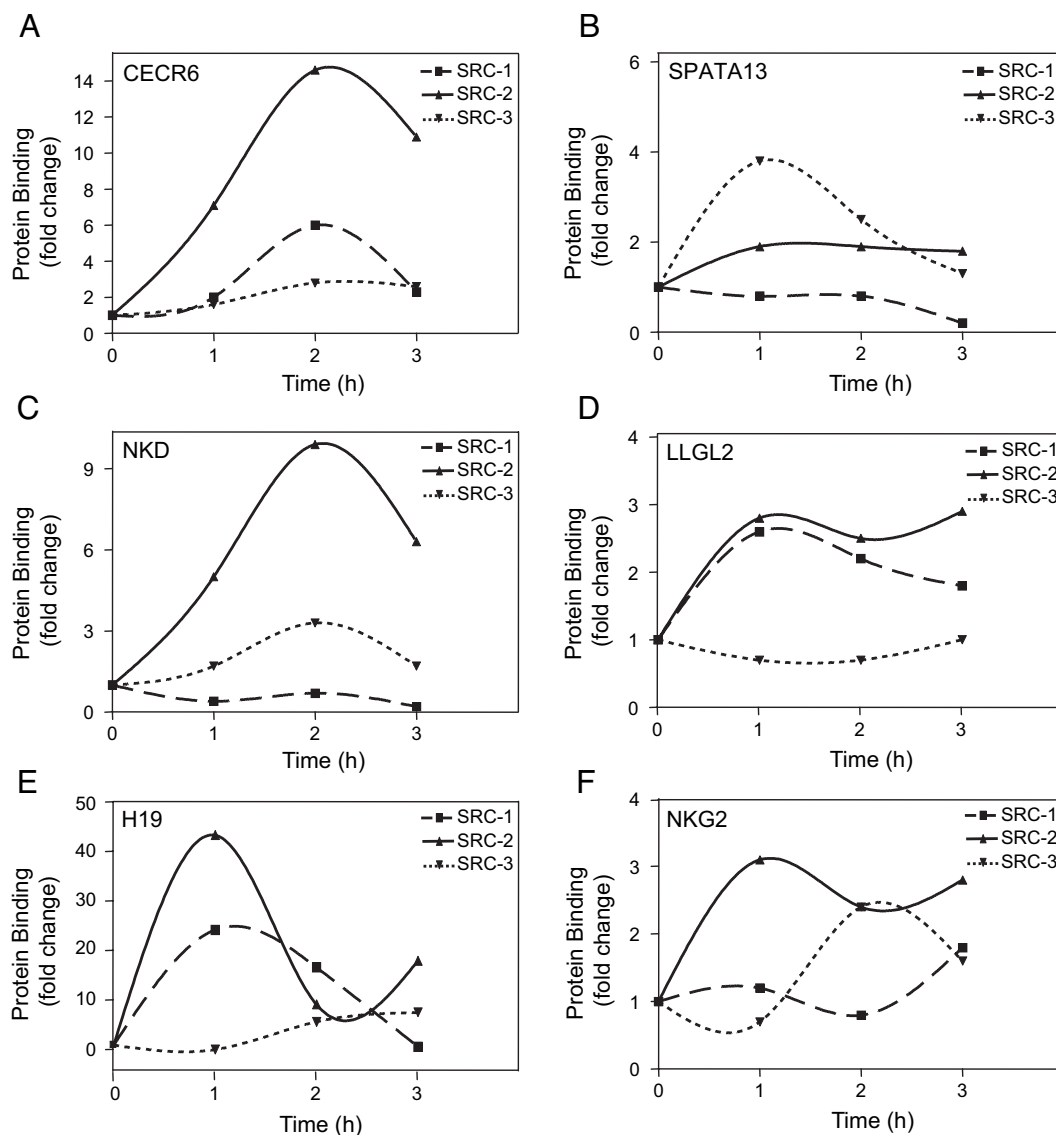 A
CECR6
SRC-1
SRC-2
SRC-3
Protein Binding
(fold change)
14
12
10
8
6
4
2
0
0 1 2 3
Time (h)
B
SPATA13
SRC-1
SRC-2
SRC-3
Protein Binding
(fold change)
6
4
2
0
0 1 2 3
Time (h)
C
NKD
SRC-1
SRC-2
SRC-3
Protein Binding
(fold change)
9
6
3
0
0 1 2 3
Time (h)
D
LLGL2
SRC-1
SRC-2
SRC-3
Protein Binding
(fold change)
4
3
2
1
0
0 1 2 3
Time (h)
E
H19
SRC-1
SRC-2
SRC-3
Protein Binding
(fold change)
50
40
30
20
10
0
0 1 2 3
Time (h)
F
NKG2
SRC-1
SRC-2
SRC-3
Protein Binding
(fold change)
4
3
2
1
0
0 1 2 3
Time (h)